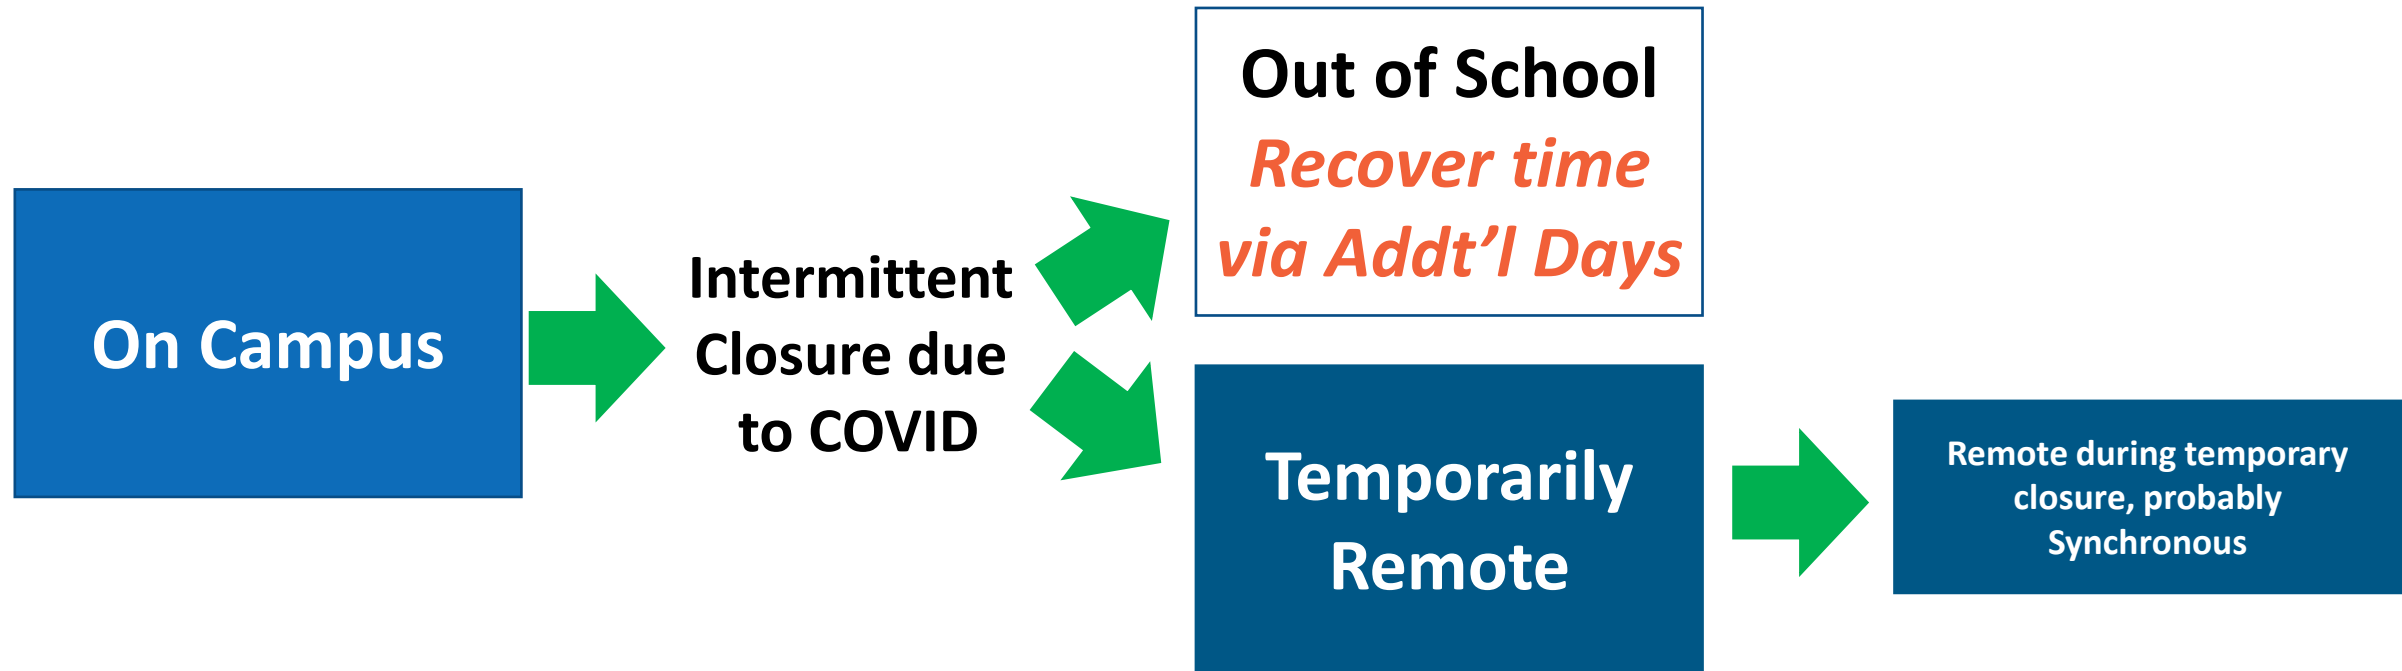 On Campus
Intermittent
Closure due
to COVID
Out of School
Recover time
via Addt’l Days
Temporarily
Remote
Remote during temporary
closure, probably
Synchronous